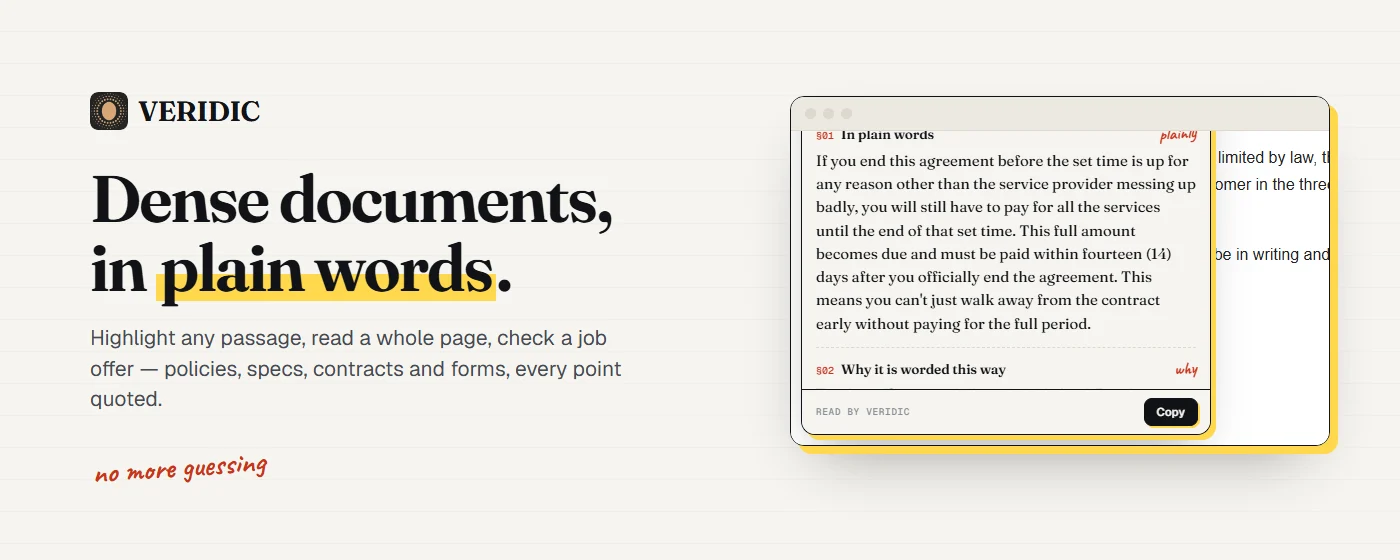 VERIDIC
Dense documents,
in plain words.
Highlight any passage, read a whole page, check a job
offer — policies, specs, contracts and forms, every point
quoted.
no more guessing
§01 In plain words plainly
If you end this agreement before the set time is up for
any reason other than the service provider messing up
badly, you will still have to pay for all the services
until the end of that set time. This full amount
becomes due and must be paid within fourteen (14)
days after you officially end the agreement. This
means you can't just walk away from the contract
early without paying for the full period.
§02 Why it is worded this way why
READ BY VERIDIC Copy
limited by law, th
omer in the three
be in writing and